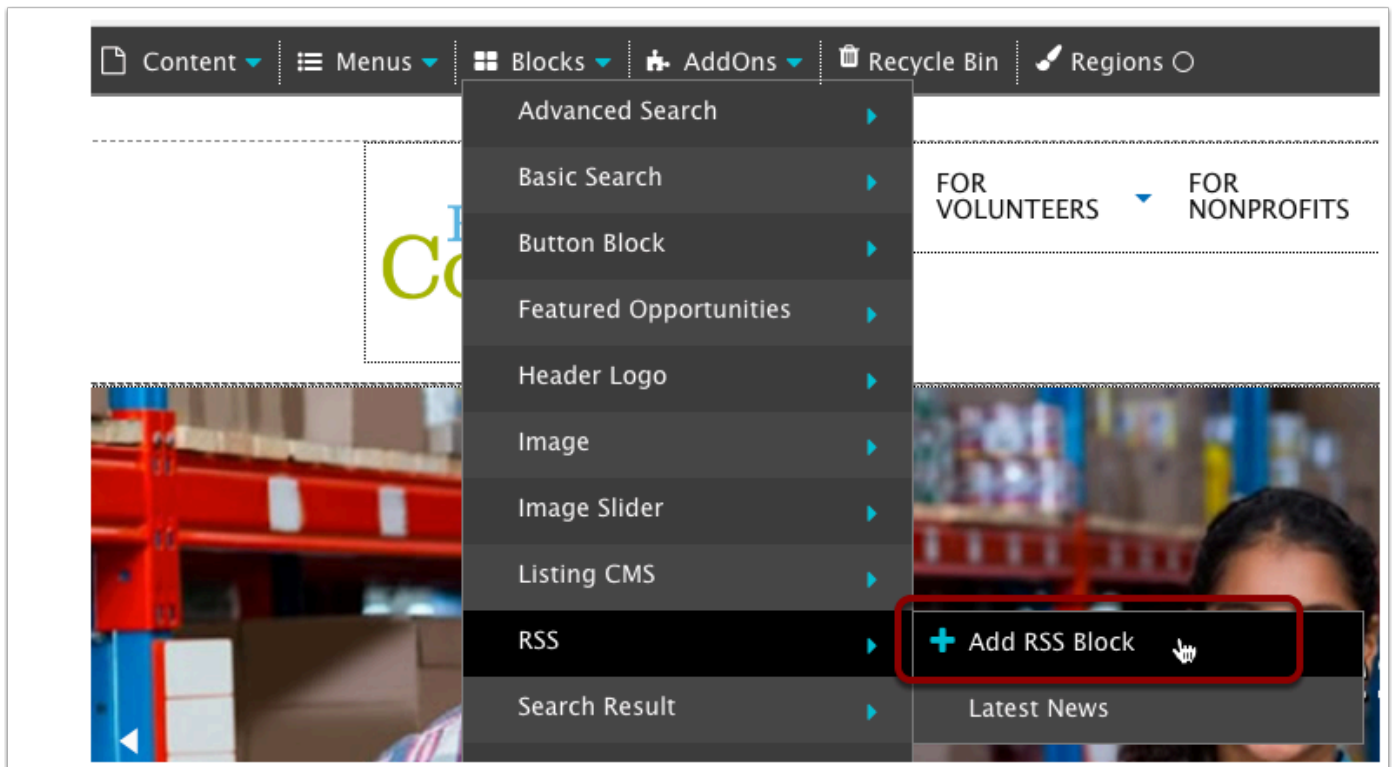 Content Menus Blocks AddOns Recycle Bin Regions
Advanced Search
Basic Search
Button Block
Featured Opportunities
Header Logo
Image
Image Slider
Listing CMS
RSS
Search Result
FOR
VOLUNTEERS
FOR
NONPROFITS
Add RSS Block
Latest News